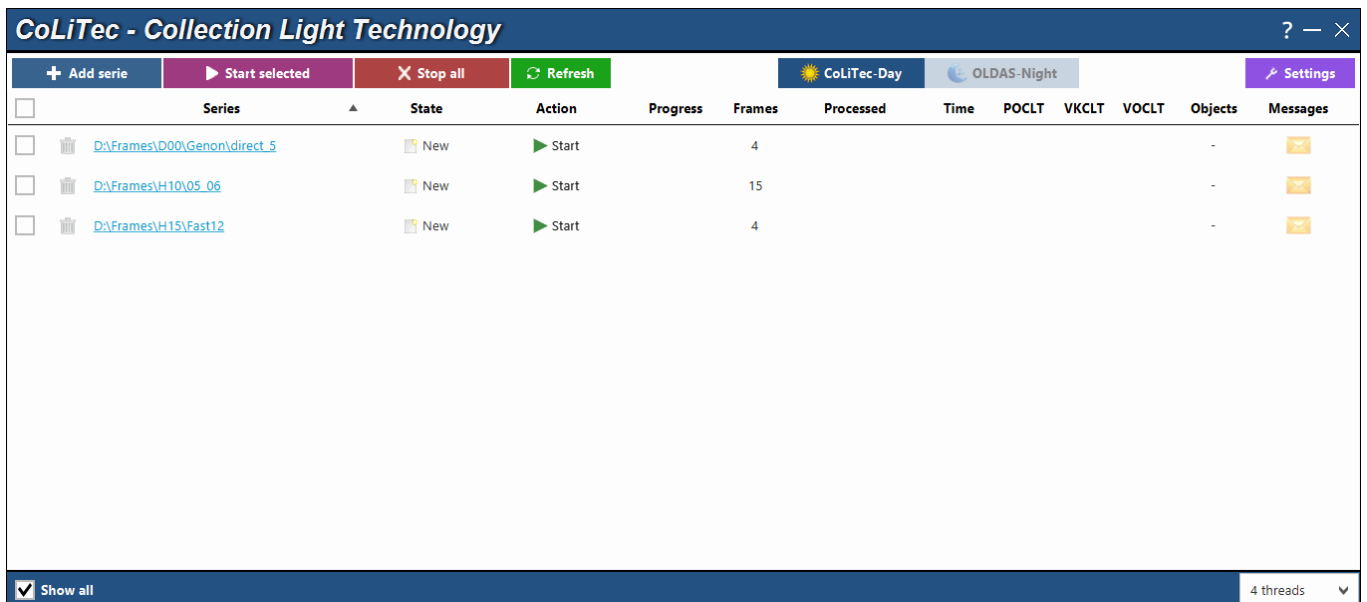 CoLiTec - Collection Light Technology ?
Add serie Start selected Stop all Refresh CoLiTec-Day OLDAS-Night Settings
Series State Action Progress Frames Processed Time POCLT VKCLT VOCLT Objects Messages
D:\Frames\D00\Genon\direct_5 New Start 4 -
D:\Frames\H10\05_06 New Start 15 -
D:\Frames\H15\Fast12 New Start 4 -
Show all 4 threads